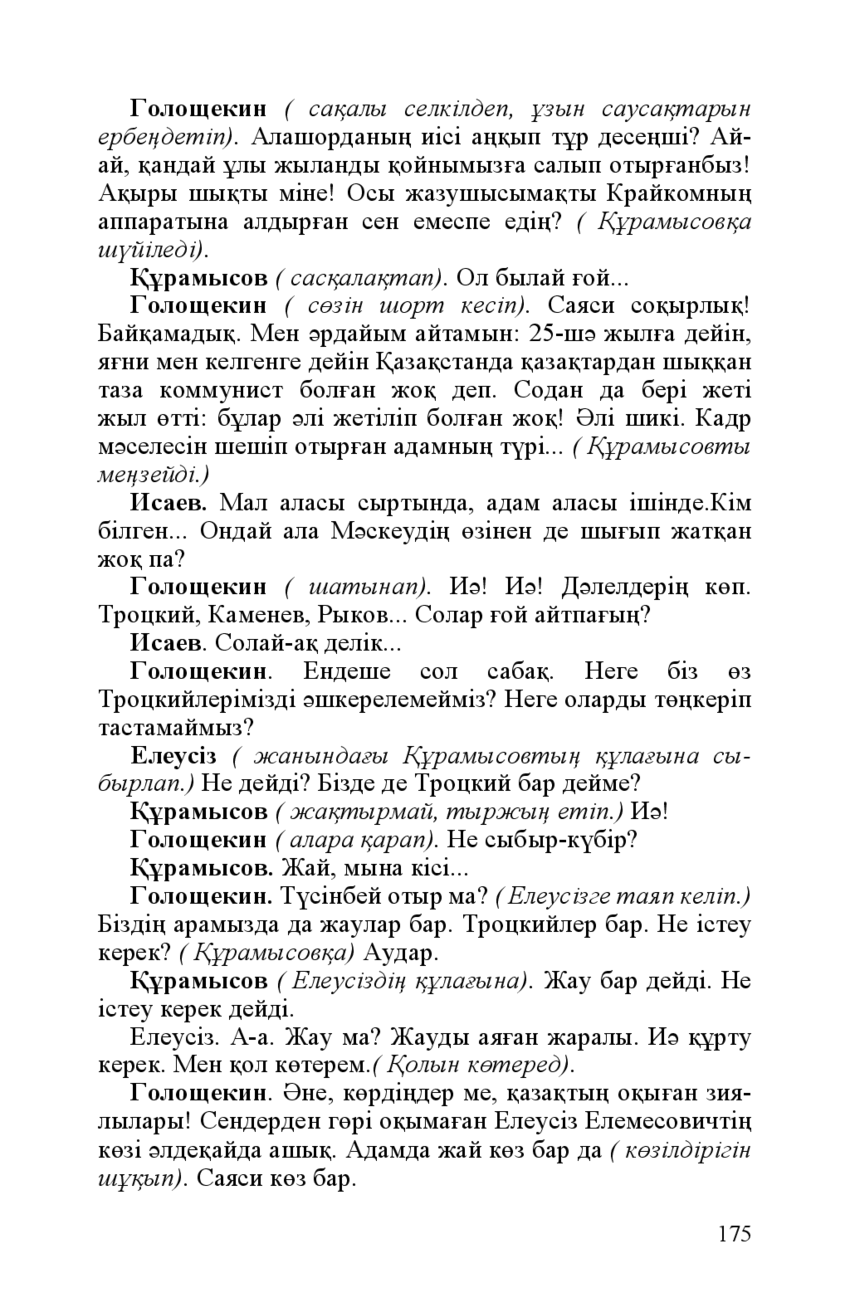 Голощекин ( сақалы селкілдеп, ұзын саусақтарын
ербеңдетіп). Алашорданың иісі аңқып тұр десеңші? Ай-
ай, қандай ұлы жыланды қойнымызға салып отырғанбыз!
Ақыры шықты міне! Осы жазушысымақты Крайкомның
аппаратына алдырған сен емеспе едің? ( Құрамысовқа
шүйіледі).
Құрамысов ( сасқалақтап). Ол былай ғой...
Голощекин ( сөзін шорт кесіп). Саяси соқырлық!
Байқамадық. Мен әрдайым айтамын: 25-шә жылға дейін,
яғни мен келгенге дейін Қазақстанда қазақтардан шыққан
таза коммунист болған жоқ деп. Содан да бері жеті
жыл өтті: бұлар әлі жетіліп болған жоқ! Әлі шикі. Кадр
мәселесін шешіп отырған адамның түрі... ( Құрамысовты
меңзейді.)
Исаев. Мал аласы сыртында, адам аласы ішінде.Кім
білген... Ондай ала Мәскеудің өзінен де шығып жатқан
жоқ па?
Голощекин ( шатынап). Иә! Иә! Дәлелдерің көп.
Троцкий, Каменев, Рыков... Солар ғой айтпағың?
Исаев. Солай-ақ делік...
Голощекин. Ендеше сол сабақ. Неге біз өз
Троцкийлерімізді әшкерелемейміз? Неге оларды төңкеріп
тастамаймыз?
Елеусіз ( жанындағы Құрамысовтың құлағына сы-
бырлап.) Не дейді? Бізде де Троцкий бар дейме?
Құрамысов ( жақтырмай, тыржың етіп.) Иә!
Голощекин ( алара қарап). Не сыбыр-күбір?
Құрамысов. Жай, мына кісі...
Голощекин. Түсінбей отыр ма? ( Елеусізге таяп келіп.)
Біздің арамызда да жаулар бар. Троцкийлер бар. Не істеу
керек? ( Құрамысовқа) Аудар.
Құрамысов ( Елеусіздің құлағына). Жау бар дейді. Не
істеу керек дейді.
Елеусіз. А-а. Жау ма? Жауды аяған жаралы. Иә құрту
керек. Мен қол көтерем.( Қолын көтеред).
Голощекин. Әне, көрдіңдер ме, қазақтың оқыған зия-
лылары! Сендерден гөрі оқымаған Елеусіз Елемесовичтің
көзі әлдеқайда ашық. Адамда жай көз бар да ( көзілдірігін
шұқып). Саяси көз бар.
175